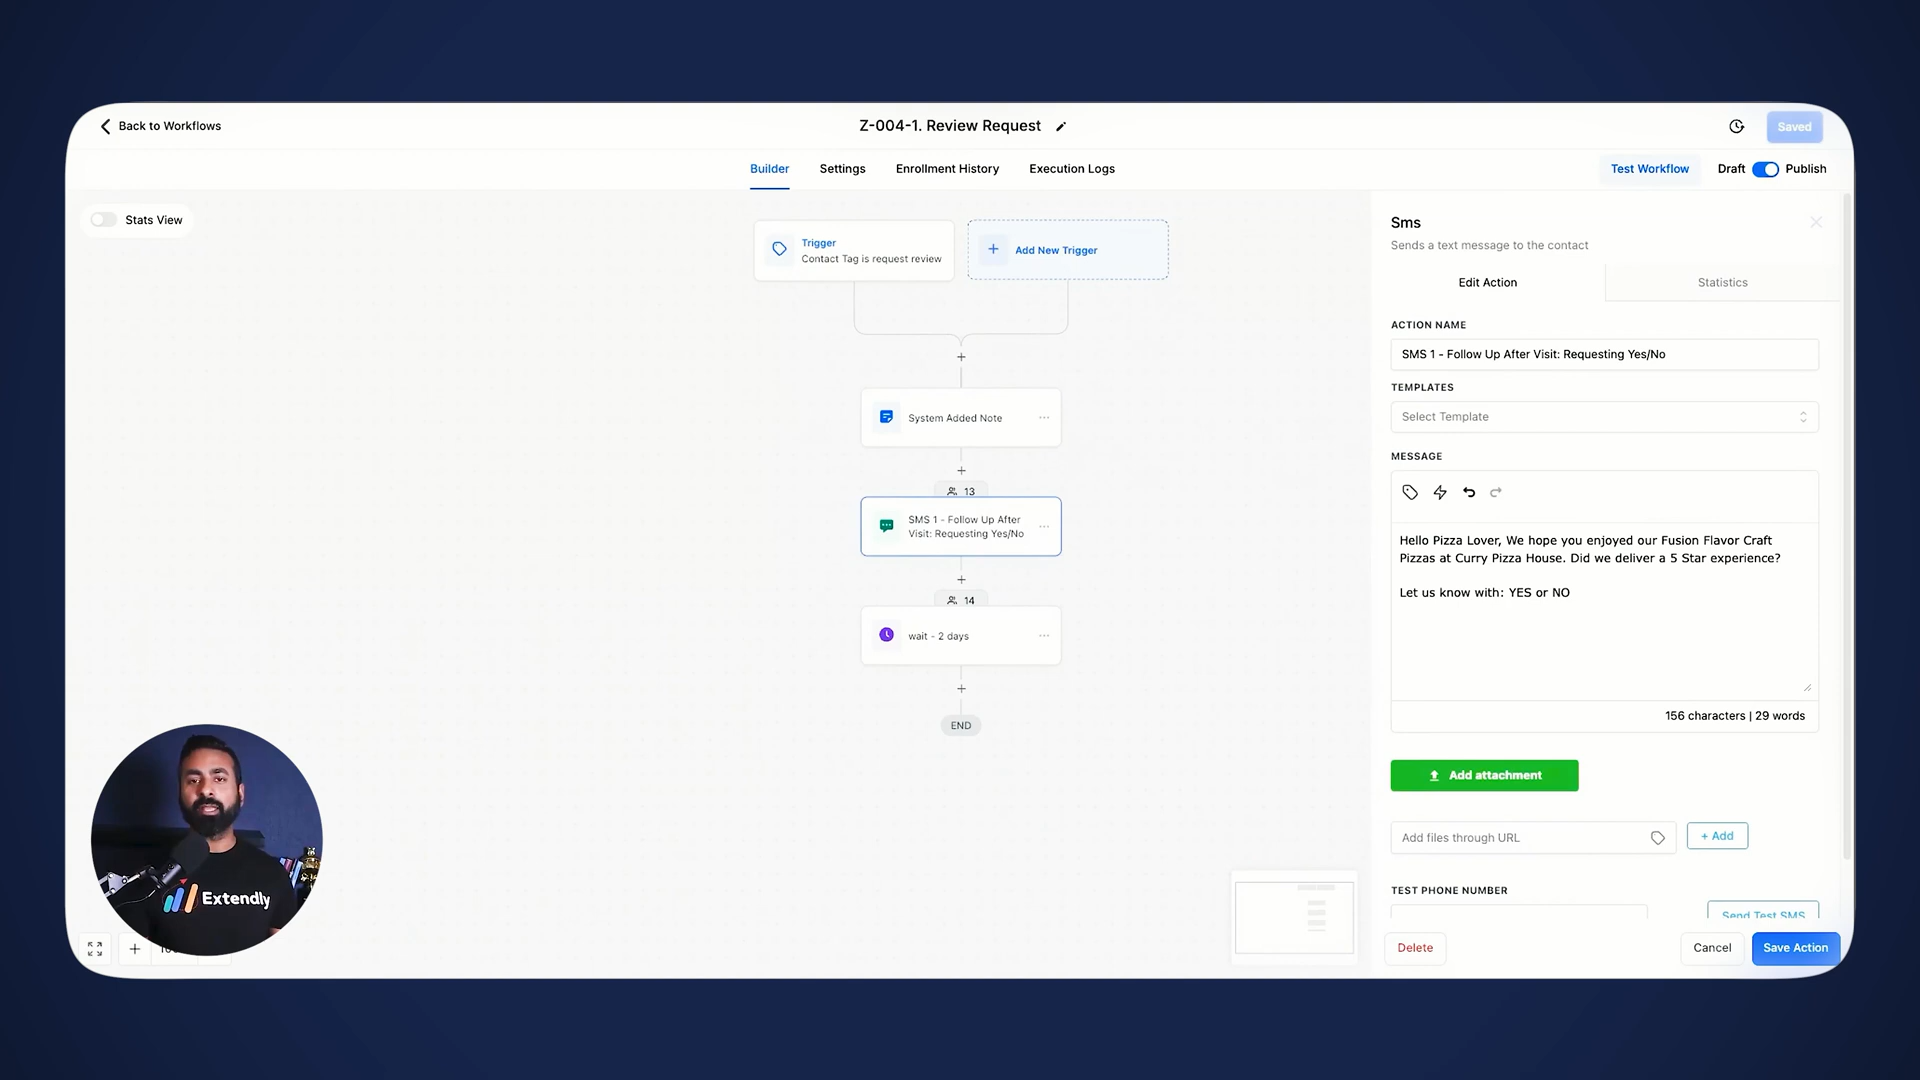 Back to Workflows
Z-004-1. Review Request
Saved
Builder
Settings
Enrollment History
Execution Logs
Test Workflow
Draft
Publish
Stats View
Trigger
Contact Tag is request review
Add New Trigger
System Added Note
13
SMS 1 - Follow Up After
Visit: Requesting Yes/No
14
wait - 2 days
END
Sms
Sends a text message to the contact
Edit Action
Statistics
ACTION NAME
SMS 1 - Follow Up After Visit: Requesting Yes/No
TEMPLATES
Select Template
MESSAGE
Hello Pizza Lover, We hope you enjoyed our Fusion Flavor Craft
Pizzas at Curry Pizza House. Did we deliver a 5 Star experience?
Let us know with: YES or NO
156 characters | 29 words
Add attachment
Add files through URL
+ Add
TEST PHONE NUMBER
Send Test SMS
Delete
Cancel
Save Action
Extendly